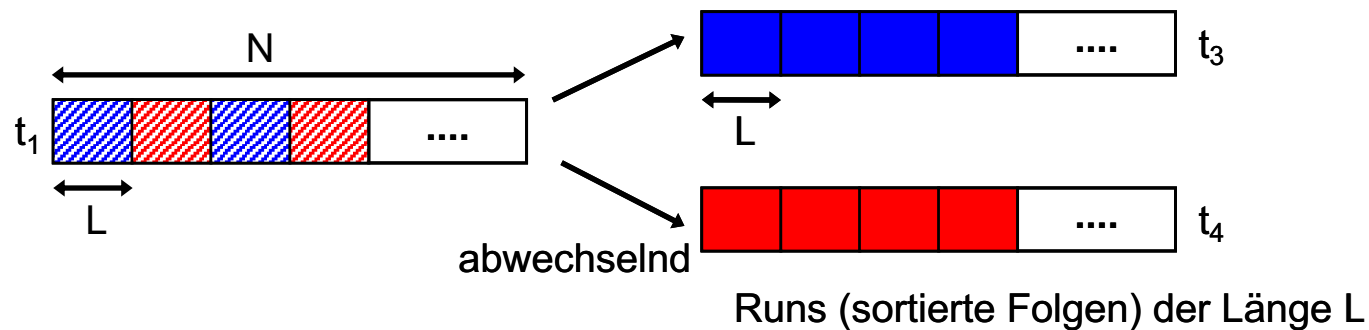 N
t₁
....
L
....
t₃
L
....
t₄
abwechselnd
Runs (sortierte Folgen) der Länge L